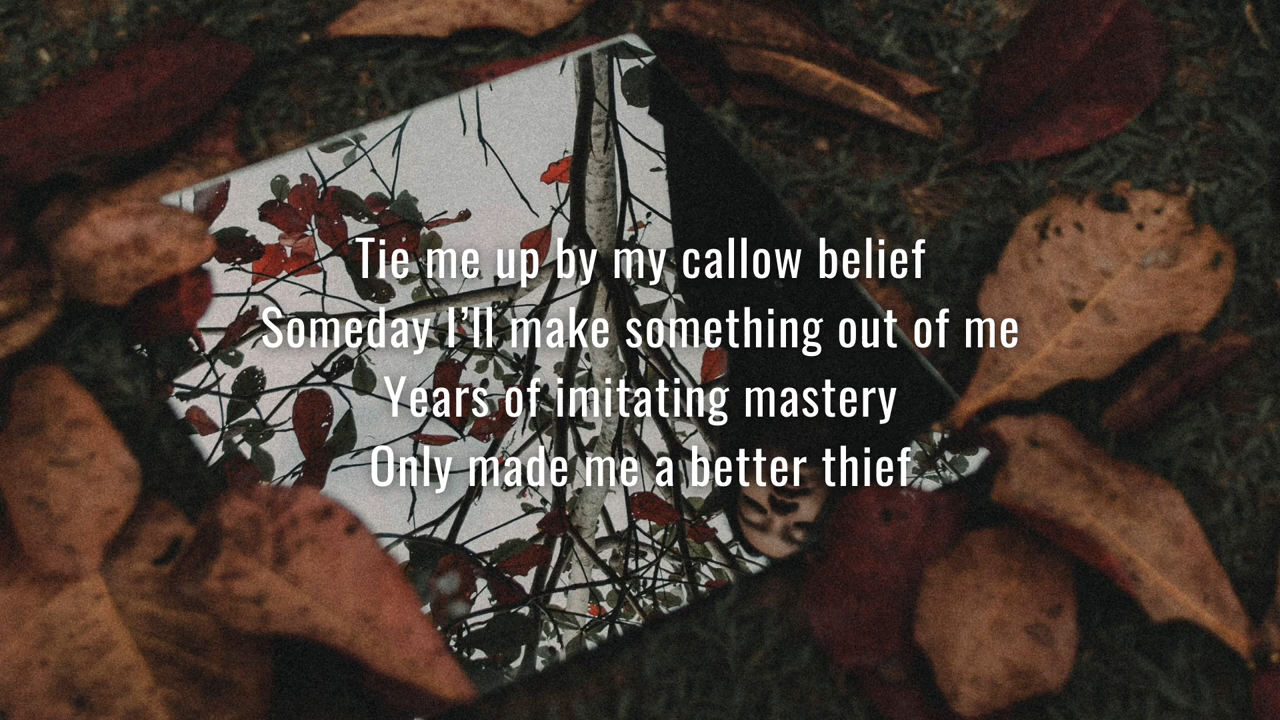 Tie me up by my callow belief
Someday I’ll make something out of me
Years of imitating mastery
Only made me a better thief